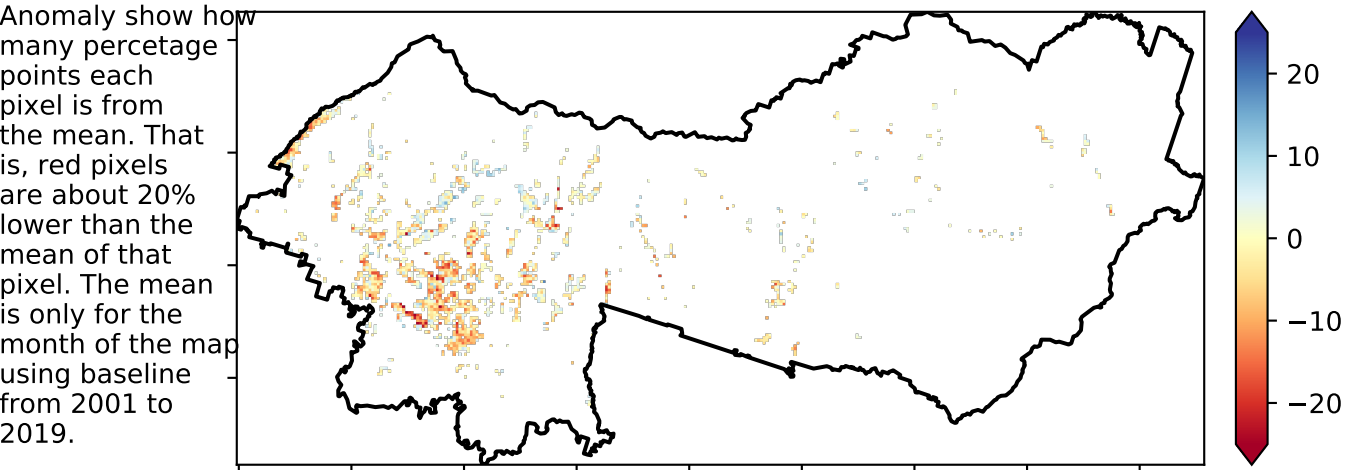 Anomaly show how
many percetage
points each
pixel is from
the mean. That
is, red pixels
are about 20%
lower than the
mean of that
pixel. The mean
is only for the
month of the map
using baseline
from 2001 to
2019.
20
10
0
−10
−20